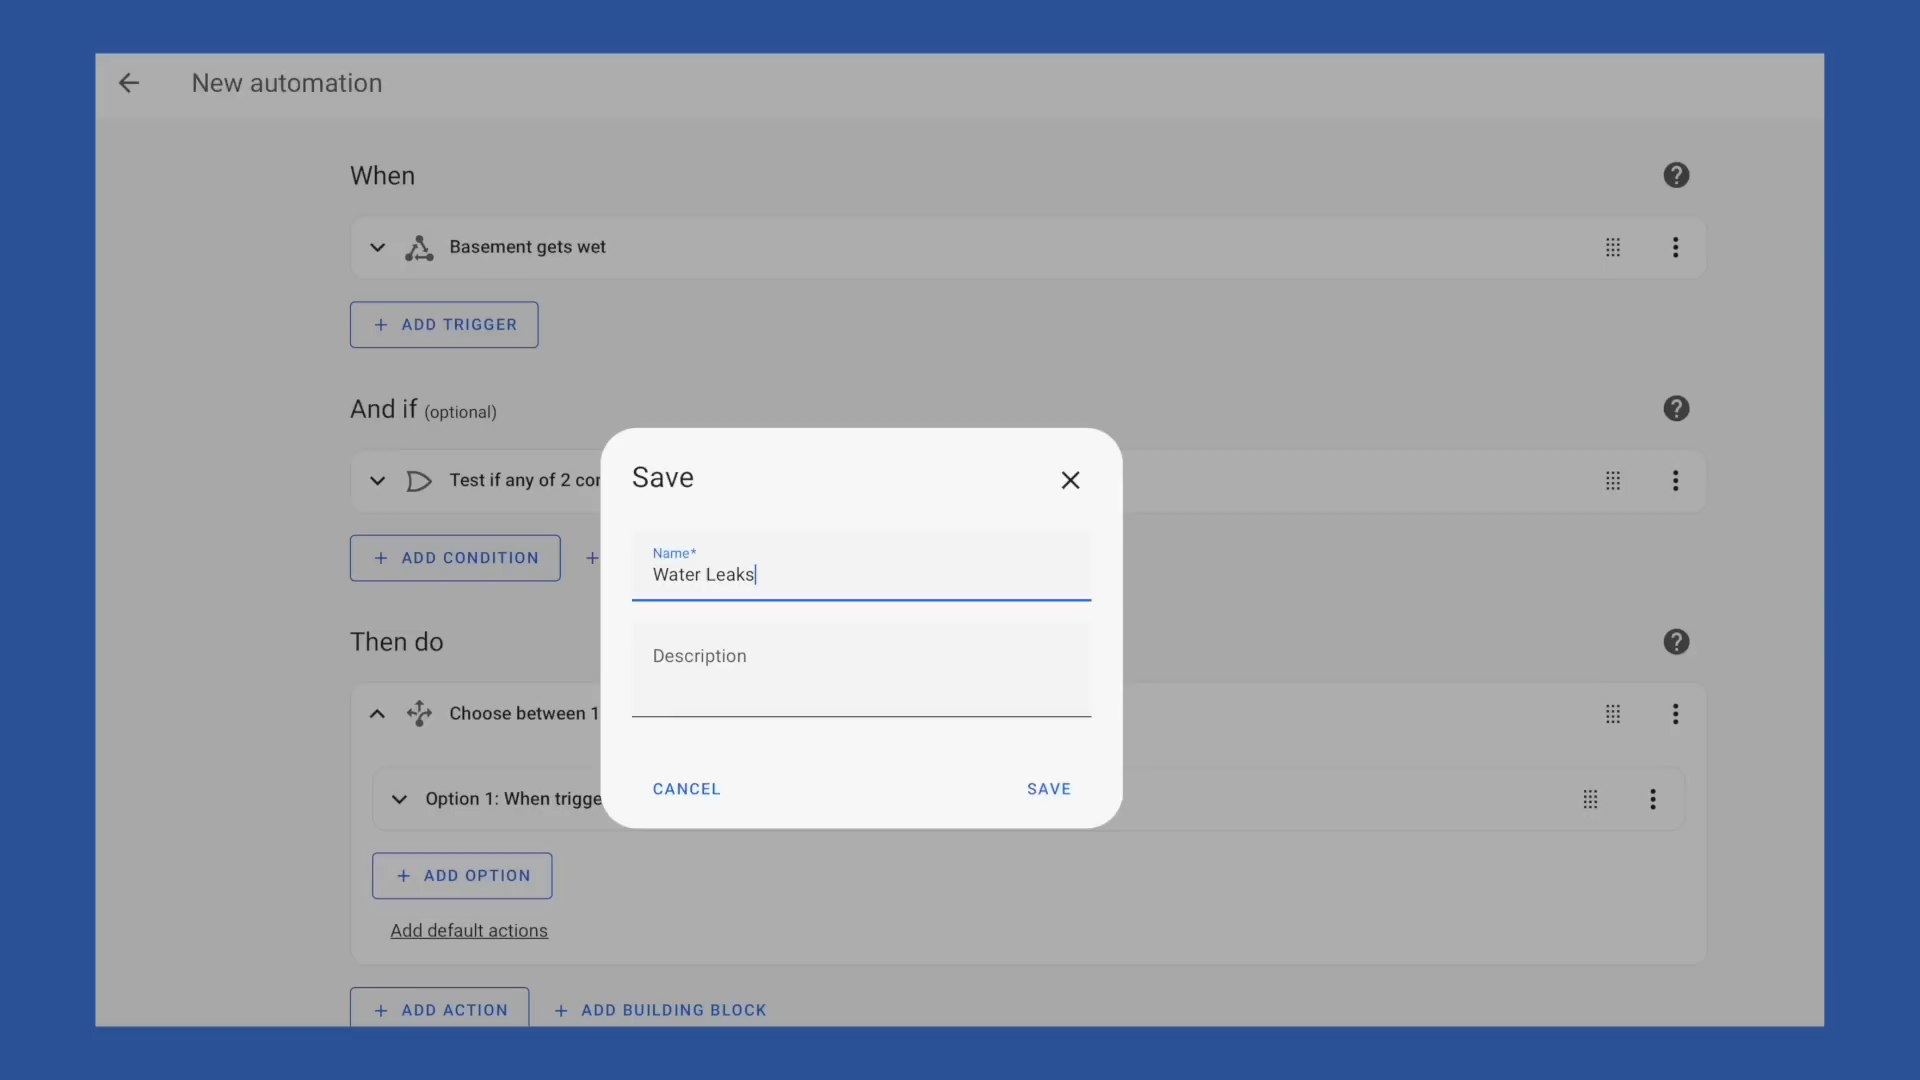 New automation
When
Basement gets wet
+ ADD TRIGGER
And if (optional)
Test if any of 2
+ ADD CONDITION +
Then do
Choose between 1
Option 1: When
+ ADD OPTION
Add default actions
+ ADD ACTION + ADD BUILDING BLOCK
Save
Name*
Water Leaks
Description
CANCEL SAVE